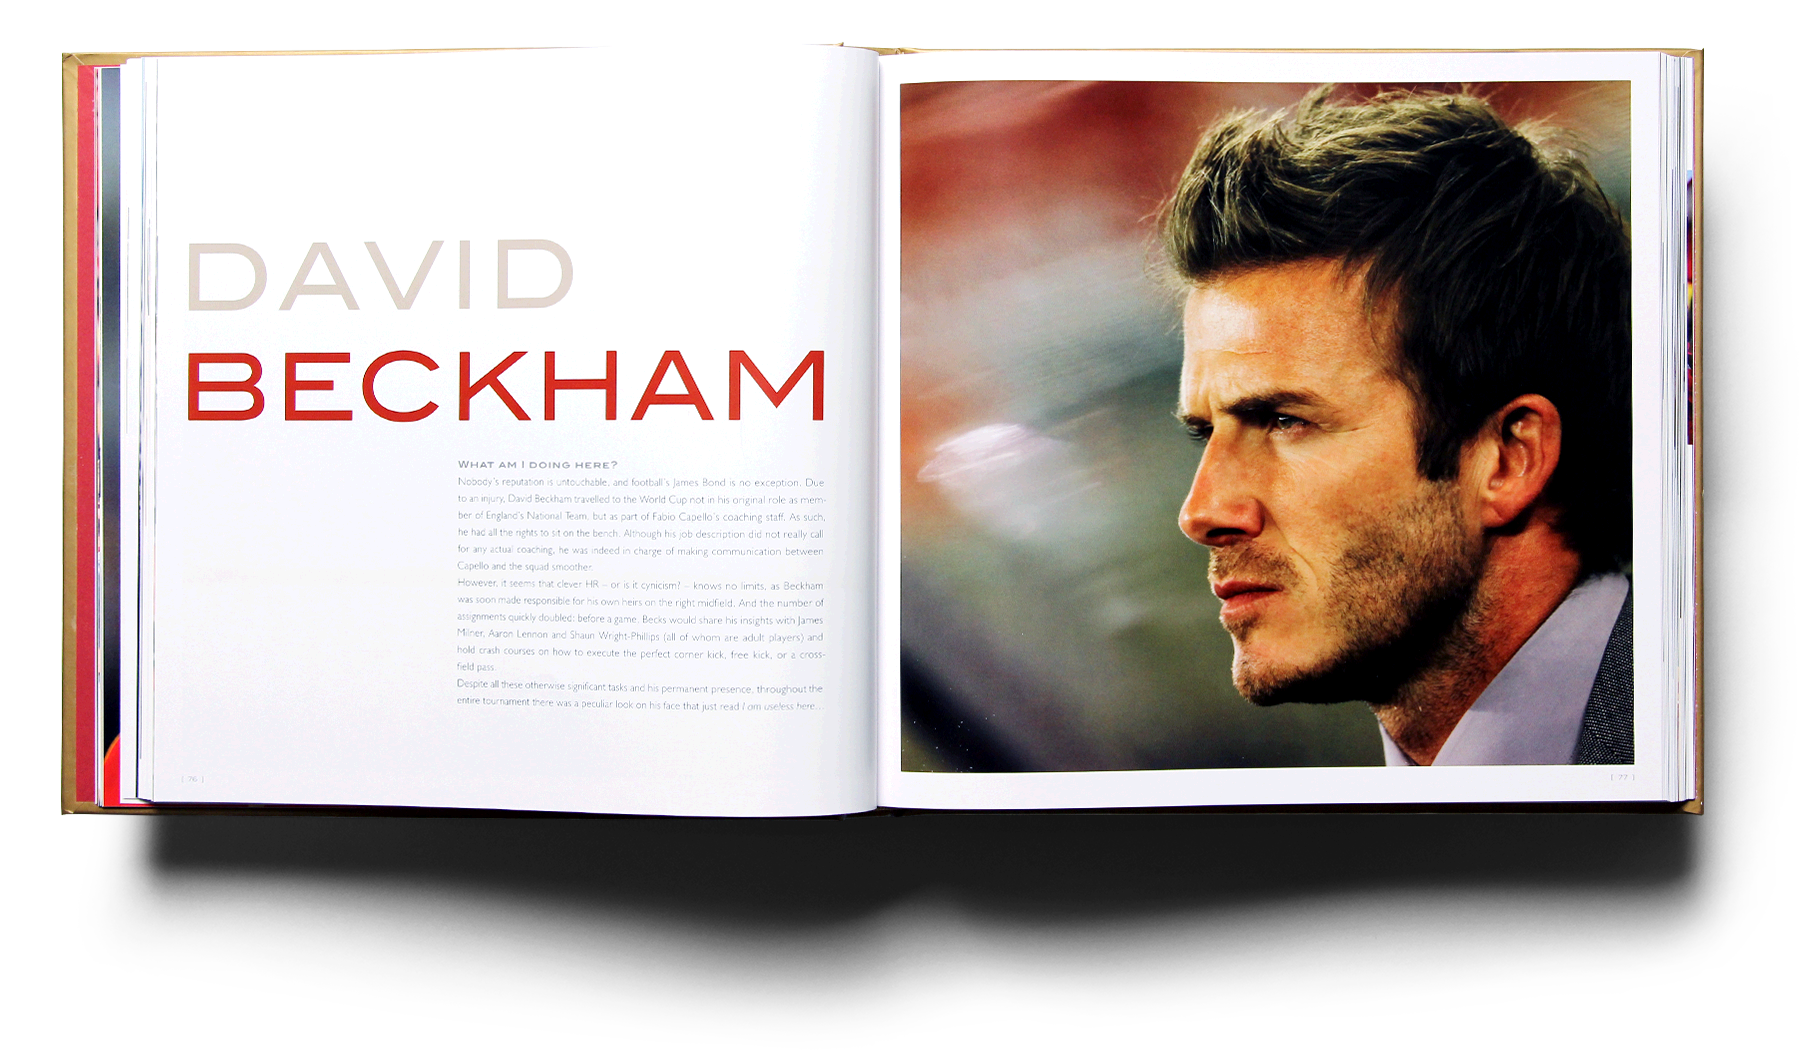 DAVID
BECKHAM
WHAT AM I DOING HERE?
Nobody's reputation is untouchable, and football's James Bond is no exception. Due
to an injury, David Beckham travelled to the World Cup not in his original role as mem-
ber of England's National Team, but as part of Fabio Capello's coaching staff. As such,
he had all the rights to sit on the bench. Although his job description did not really call
for any actual coaching, he was indeed in charge of making communication between
Capello and the squad smoother.
However, it seems that clever HR – or is it cynicism? – knows no limits, as Beckham
was soon made responsible for his own heirs on the right midfield. And the number of
assignments quickly doubled: before a game, Becks would share his insights with James
Milner, Aaron Lennon and Shaun Wright-Phillips (all of whom are adult players) and
hold crash courses on how to execute the perfect corner kick, free kick, or a cross-
field pass.
Despite all these otherwise significant tasks and his permanent presence, throughout the
entire tournament there was a peculiar look on his face that just read I am useless here...
[ 76 ]
[ 77 ]